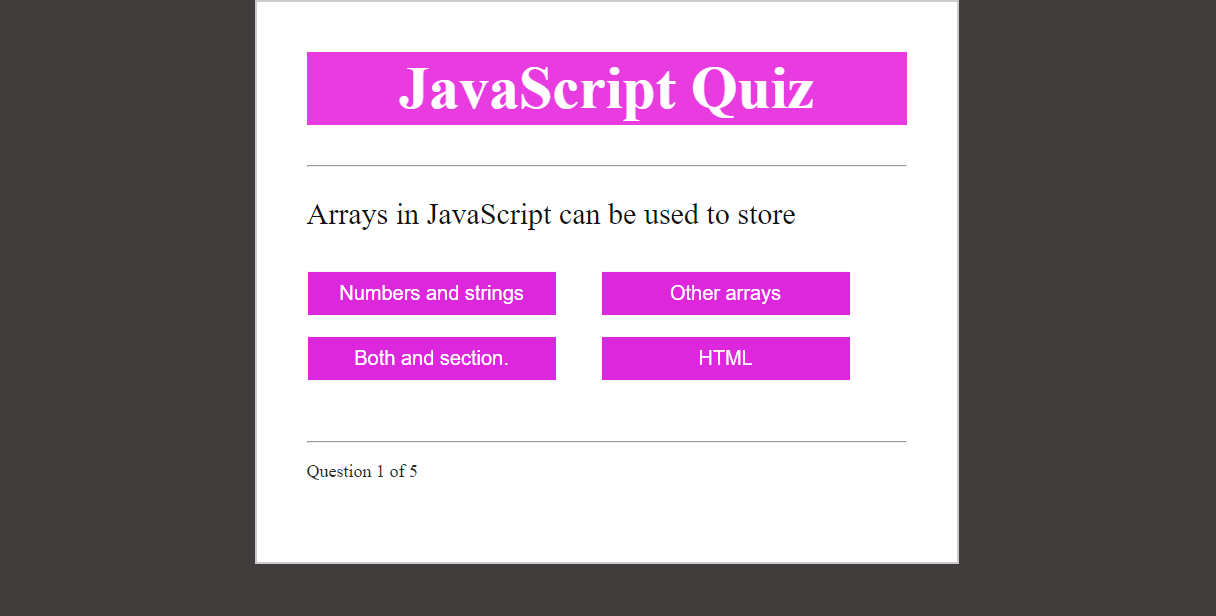 JavaScript Quiz
Arrays in JavaScript can be used to store
Numbers and strings
Other arrays
Both and section.
HTML
Question 1 of 5